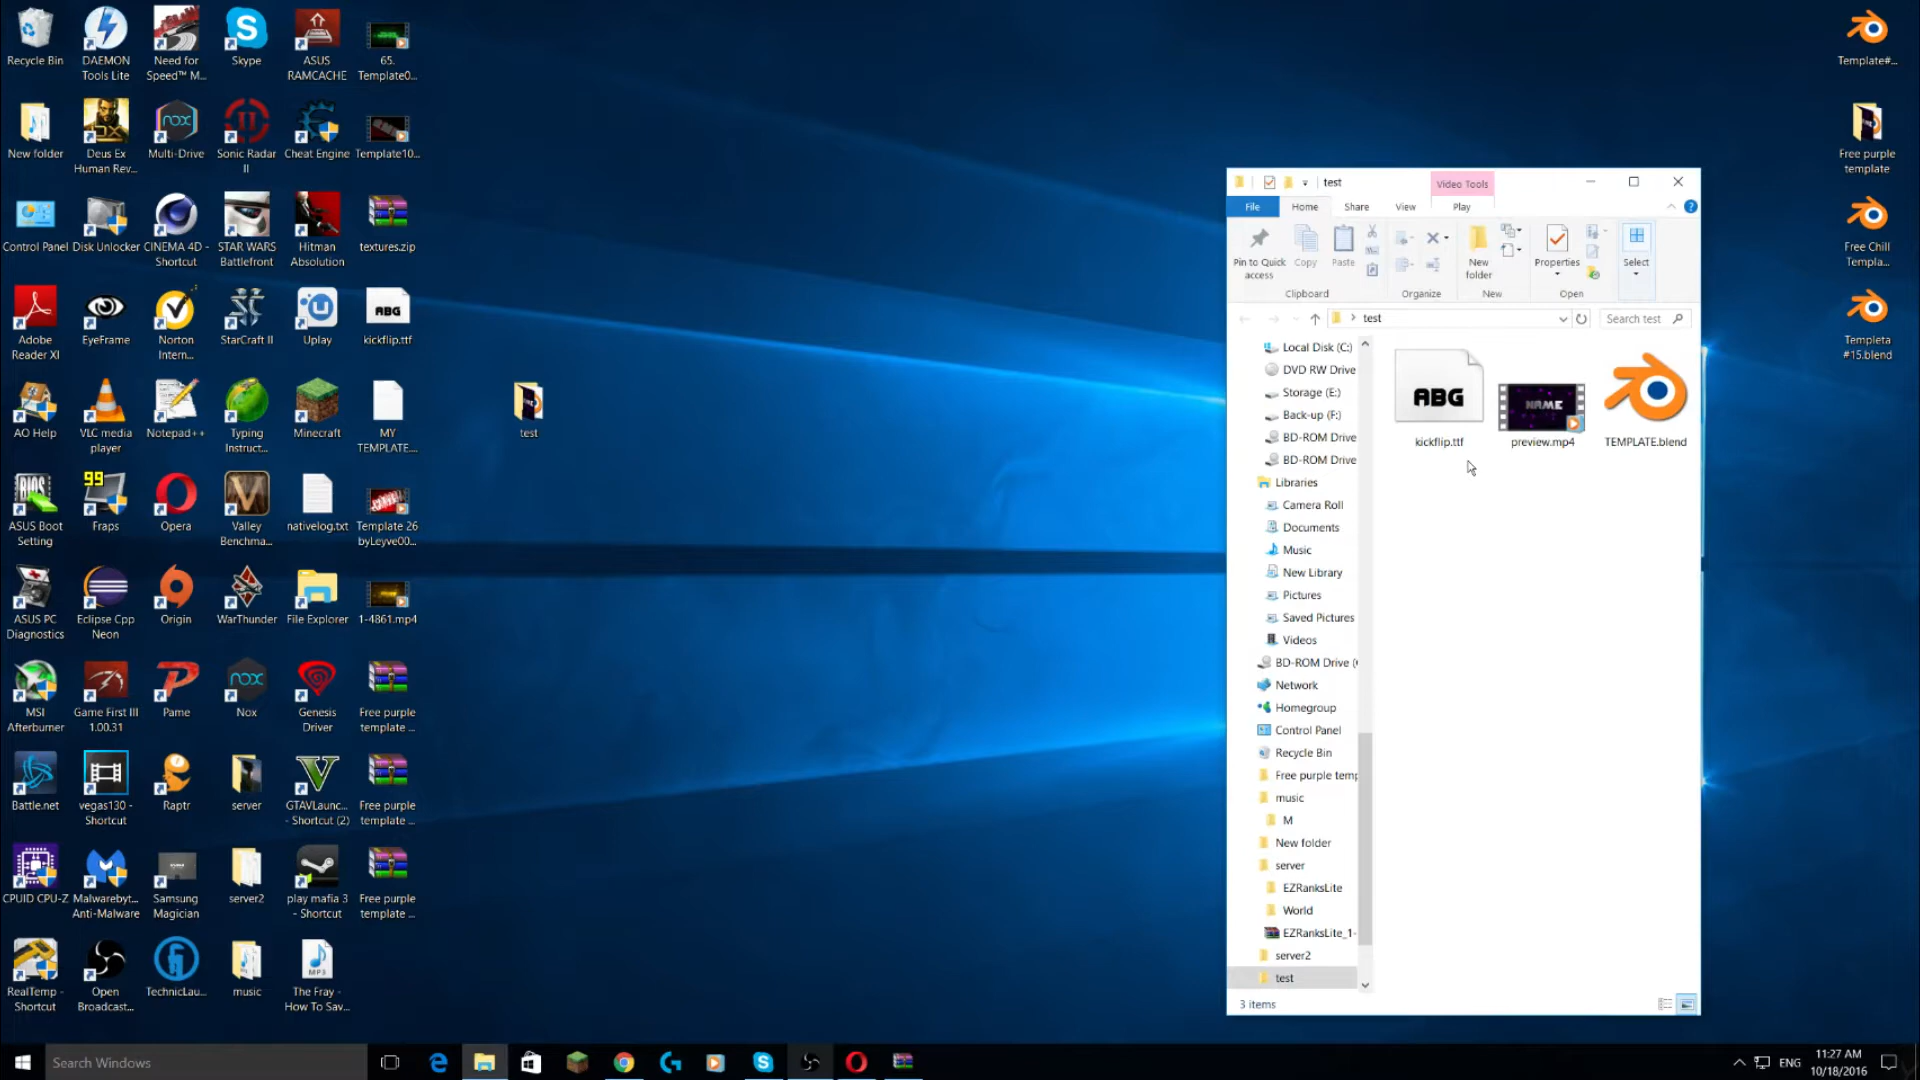 Recycle Bin
DAEMON
Tools Lite
Need for
Speed™ M...
Skype
ASUS
RAMCACHE
65.
Template0...
New folder
Deus Ex
Human Rev...
Multi-Drive
Sonic Radar
II
Cheat Engine
Template10...
Control Panel
Disk Unlocker
CINEMA 4D -
Shortcut
STAR WARS
Battlefront
Hitman
Absolution
textures.zip
Adobe
Reader XI
EyeFrame
Norton
Intern...
StarCraft II
Uplay
ABG
kickflip.ttf
AO Help
VLC media
player
Notepad++
Typing
Instruct...
Minecraft
MY
TEMPLATE....
test
BIOS
ASUS Boot
Setting
99
Fraps
Opera
Valley
Benchma...
nativelog.txt
Template 26
byLeyve00...
ASUS PC
Diagnostics
Eclipse Cpp
Neon
Origin
WarThunder
File Explorer
1-4861.mp4
MSI
Afterburner
Game First III
1.00.31
Pame
nox
Nox
Genesis
Driver
Free purple
template ...
Battle.net
vegas130 -
Shortcut
Raptr
server
GTAVLaunc...
- Shortcut (2)
Free purple
template ...
CPUID CPU-Z
Malwarebyt...
Anti-Malware
Samsung
Magician
server2
play mafia 3
- Shortcut
Free purple
template ...
RealTemp -
Shortcut
Open
Broadcast...
TechnicLau...
music
MP3
The Fray -
How To Sav...
Template#...
Free purple
template
Free Chill
Templa...
Templeta
#15.blend
test
Video Tools
File
Home
Share
View
Play
Pin to Quick
access
Copy
Paste
New
folder
Properties
Select
Clipboard
Organize
New
Open
test
Search test
Local Disk (C:)
DVD RW Drive
Storage (E:)
Back-up (F:)
BD-ROM Drive
BD-ROM Drive
Libraries
Camera Roll
Documents
Music
New Library
Pictures
Saved Pictures
Videos
BD-ROM Drive (
Network
Homegroup
Control Panel
Recycle Bin
Free purple temp
music
M
New folder
server
EZRanksLite
World
EZRanksLite_1-
server2
test
ABG
kickflip.ttf
NAME
preview.mp4
TEMPLATE.blend
3 items
Search Windows
ENG
11:27 AM
10/18/2016